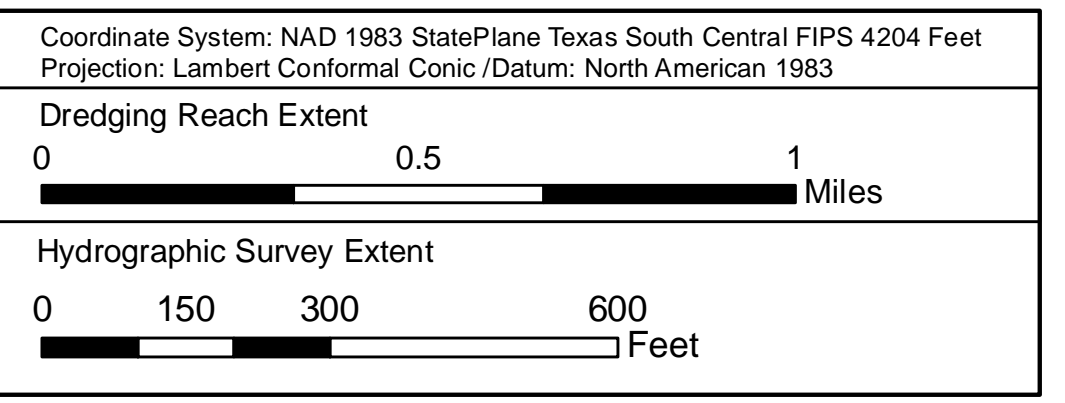 Coordinate System: NAD 1983 StatePlane Texas South Central FIPS 4204 Feet
Projection: Lambert Conformal Conic /Datum: North American 1983
Dredging Reach Extent
0 0.5 1
Miles
Hydrographic Survey Extent
0 150 300 600
Feet